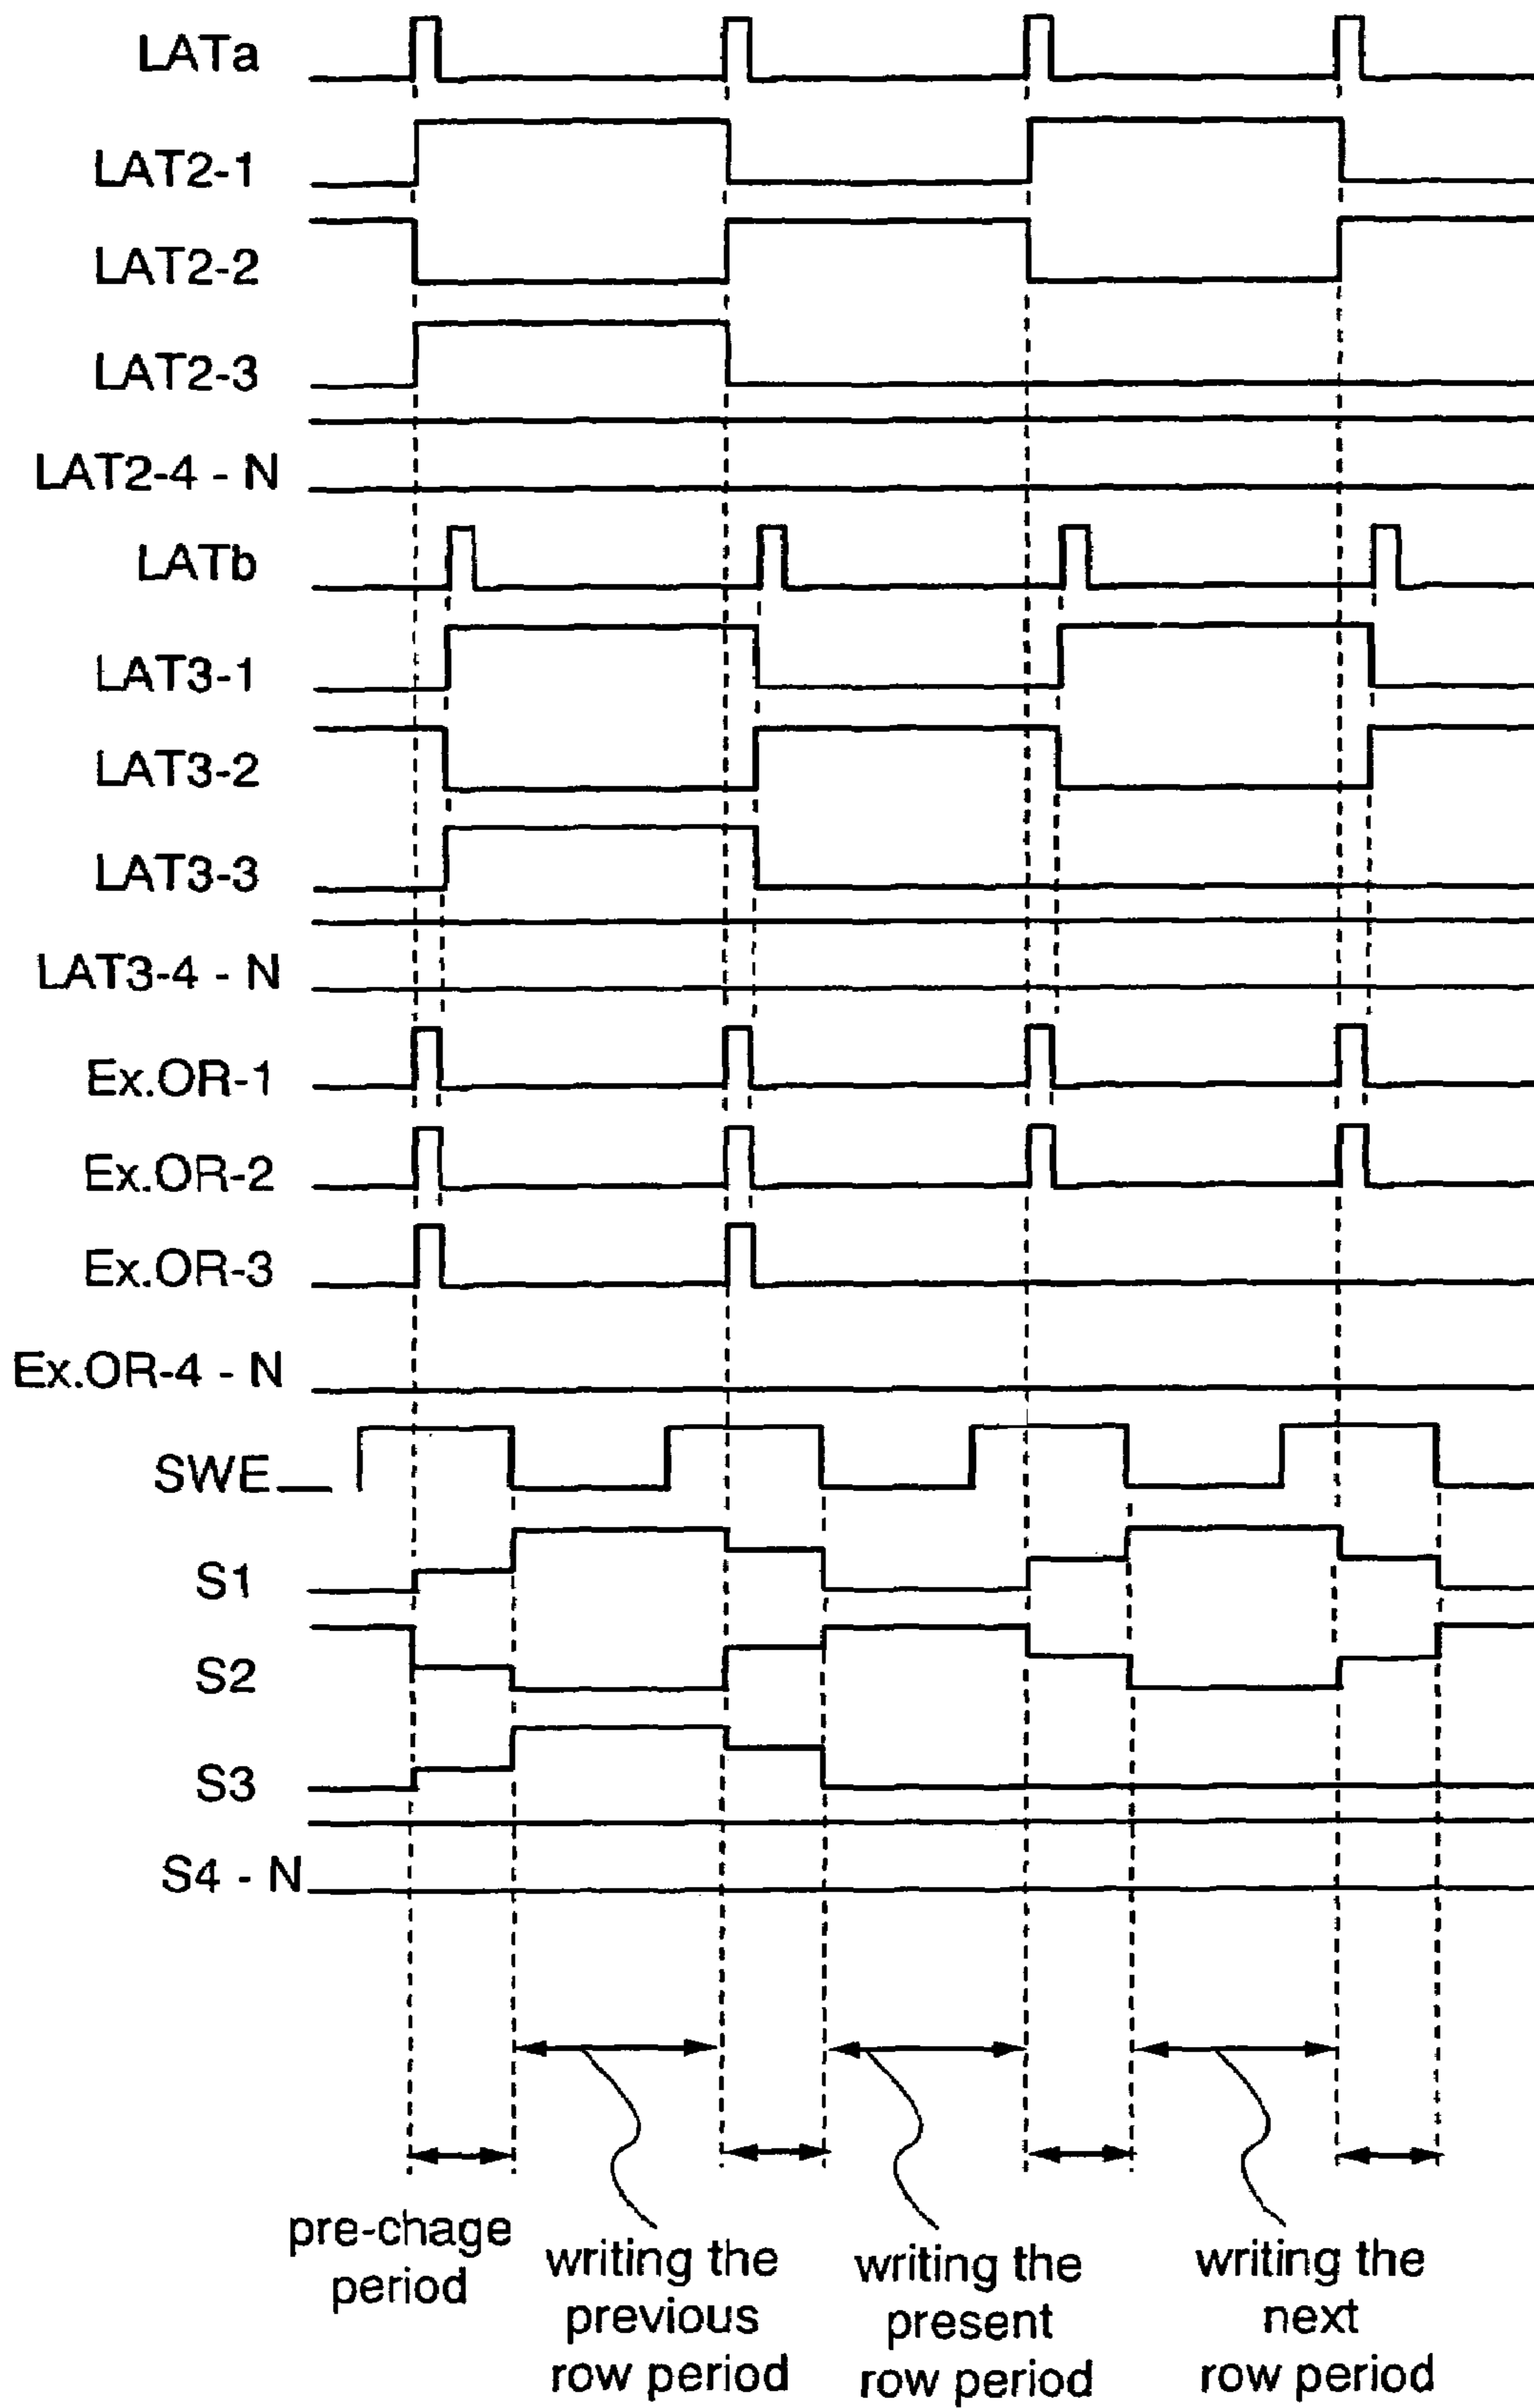 LATa
LAT2-1
LAT2-2
LAT2-3
LAT2-4 - N
LATb
LAT3-1
LAT3-2
LAT3-3
LAT3-4 - N
Ex.OR-1
Ex.OR-2
Ex.OR-3
Ex.OR-4 - N
SWE
S1
S2
S3
S4 - N
pre-chage
period
writing the
previous
row period
writing the
present
row period
writing the
next
row period